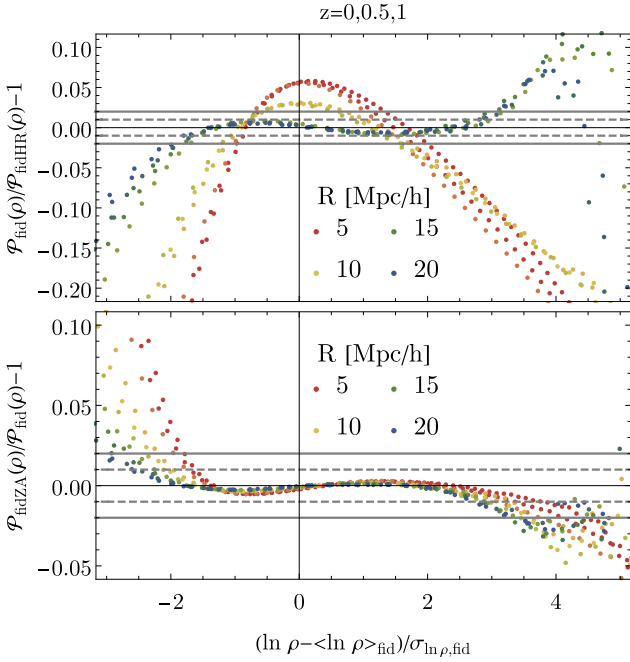 z=0,0.5,1
𝒫fid(ρ)/𝒫fidHR(ρ)−1
0.10
0.05
0.00
−0.05
−0.10
−0.15
−0.20
R [Mpc/h]
5 15
10 20
𝒫fidZA(ρ)/𝒫fid(ρ)−1
0.10
0.05
0.00
−0.05
R [Mpc/h]
5 15
10 20
−2 0 2 4
(ln ρ−<ln ρ>fid)/σln ρ,fid